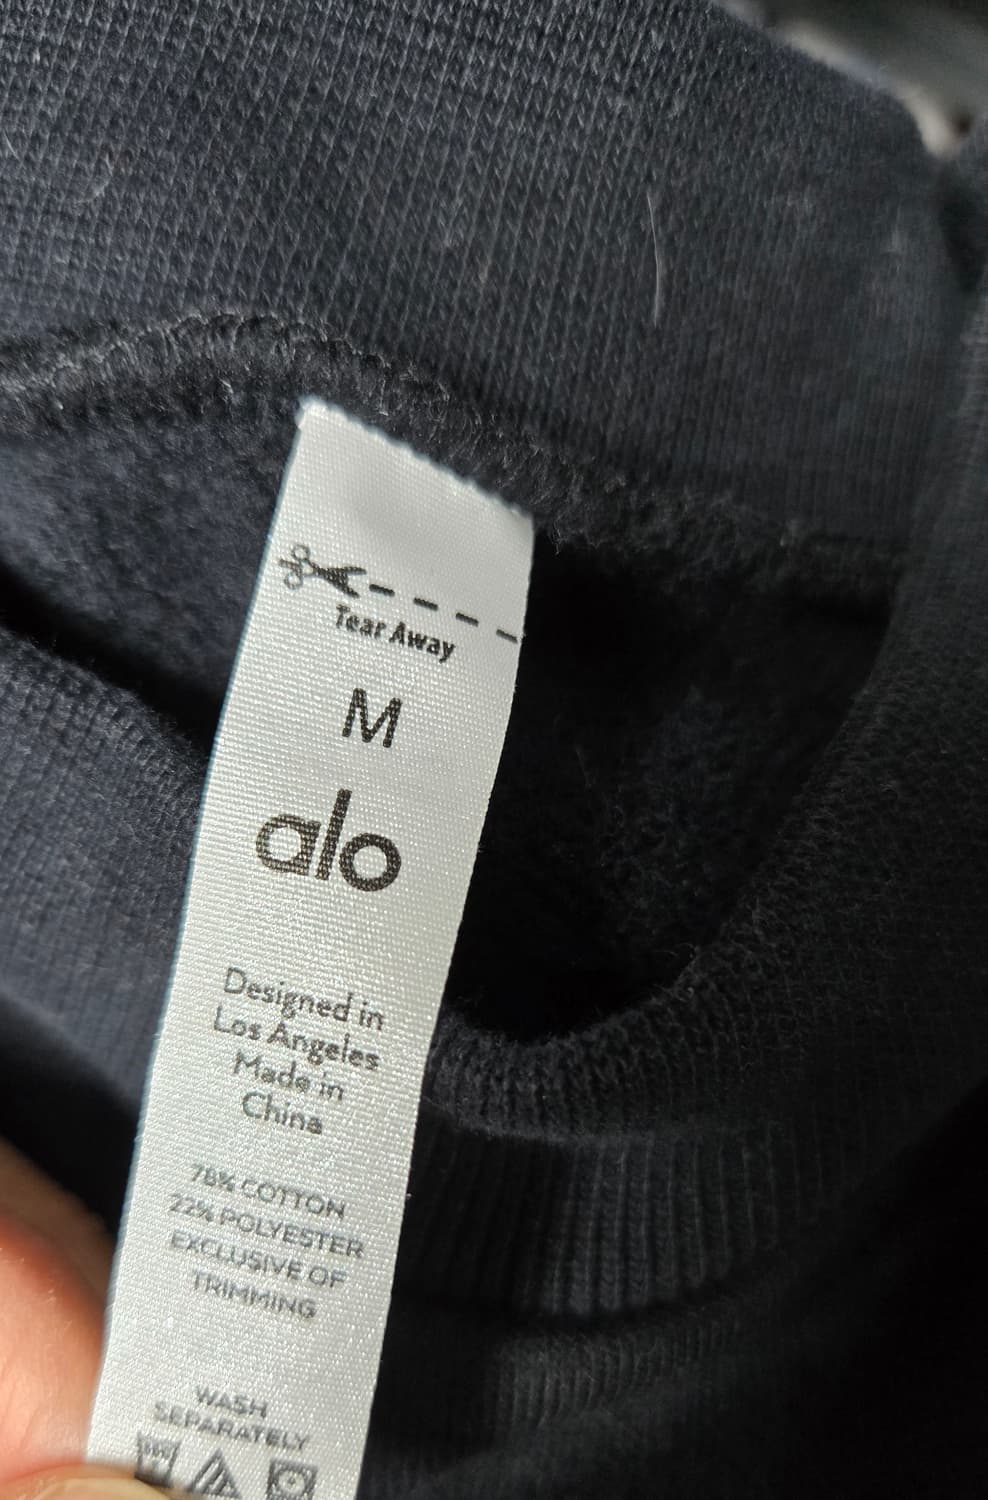 Tear Away
M
alo
Designed in
Los Angeles
Made in
China
78% COTTON
22% POLYESTER
EXCLUSIVE OF
TRIMMING
WASH
SEPARATELY